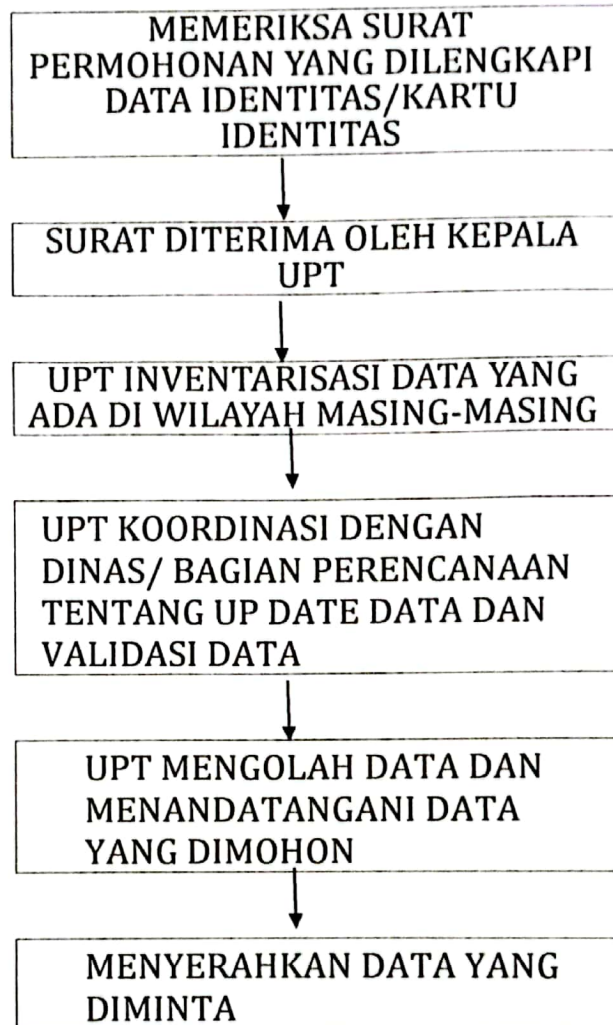 MEMERIKSA SURAT
PERMOHONAN YANG DILENGKAPI
DATA IDENTITAS/KARTU
IDENTITAS
SURAT DITERIMA OLEH KEPALA
UPT
UPT INVENTARISASI DATA YANG
ADA DI WILAYAH MASING-MASING
UPT KOORDINASI DENGAN
DINAS/ BAGIAN PERENCANAAN
TENTANG UP DATE DATA DAN
VALIDASI DATA
UPT MENGOLAH DATA DAN
MENANDATANGANI DATA
YANG DIMOHON
MENYERAHKAN DATA YANG
DIMINTA